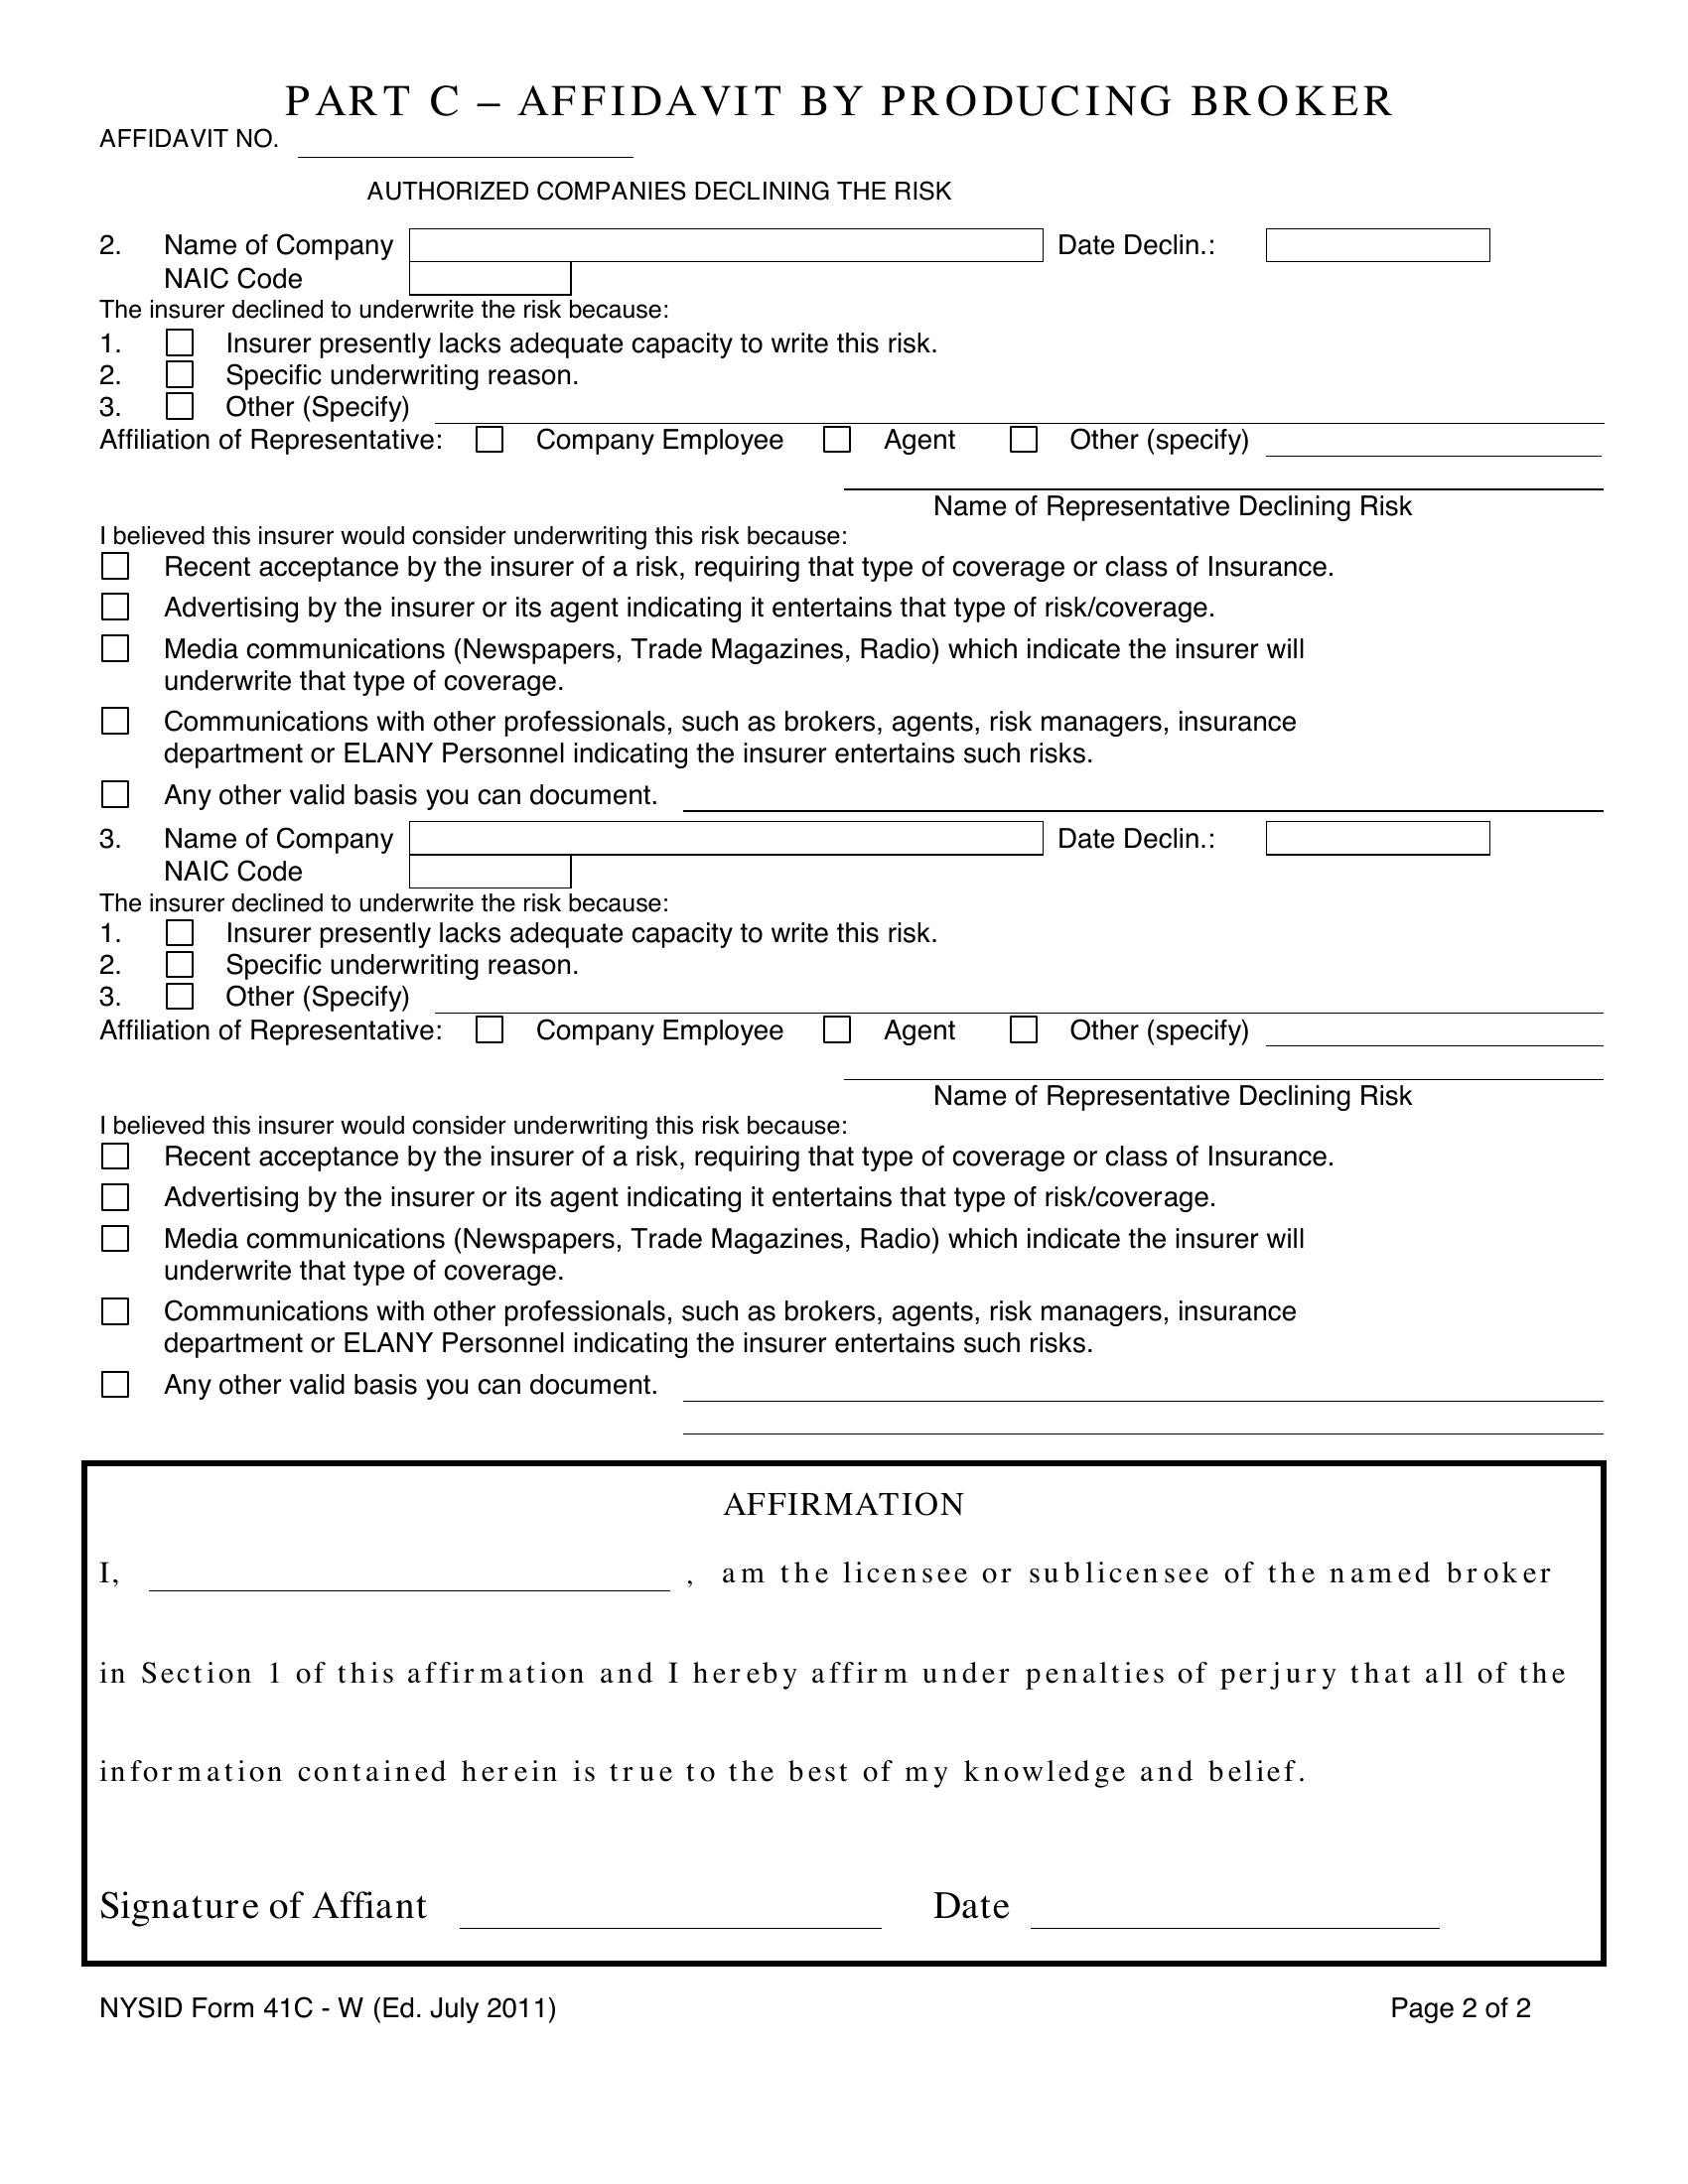 PART C – AFFIDAVIT BY PRODUCING BROKER
AFFIDAVIT NO.
AUTHORIZED COMPANIES DECLINING THE RISK
2. Name of Company Date Declin.:
NAIC Code
The insurer declined to underwrite the risk because:
1. Insurer presently lacks adequate capacity to write this risk.
2. Specific underwriting reason.
3. Other (Specify)
Affiliation of Representative: Company Employee Agent Other (specify)
Name of Representative Declining Risk
I believed this insurer would consider underwriting this risk because:
Recent acceptance by the insurer of a risk, requiring that type of coverage or class of Insurance.
Advertising by the insurer or its agent indicating it entertains that type of risk/coverage.
Media communications (Newspapers, Trade Magazines, Radio) which indicate the insurer will
underwrite that type of coverage.
Communications with other professionals, such as brokers, agents, risk managers, insurance
department or ELANY Personnel indicating the insurer entertains such risks.
Any other valid basis you can document.
3. Name of Company Date Declin.:
NAIC Code
The insurer declined to underwrite the risk because:
1. Insurer presently lacks adequate capacity to write this risk.
2. Specific underwriting reason.
3. Other (Specify)
Affiliation of Representative: Company Employee Agent Other (specify)
Name of Representative Declining Risk
I believed this insurer would consider underwriting this risk because:
Recent acceptance by the insurer of a risk, requiring that type of coverage or class of Insurance.
Advertising by the insurer or its agent indicating it entertains that type of risk/coverage.
Media communications (Newspapers, Trade Magazines, Radio) which indicate the insurer will
underwrite that type of coverage.
Communications with other professionals, such as brokers, agents, risk managers, insurance
department or ELANY Personnel indicating the insurer entertains such risks.
Any other valid basis you can document.
AFFIRMATION
I, , am the licensee or sublicensee of the named broker
in Section 1 of this affirmation and I hereby affirm under penalties of perjury that all of the
information contained herein is true to the best of my knowledge and belief.
Signature of Affiant Date
NYSID Form 41C - W (Ed. July 2011) Page 2 of 2